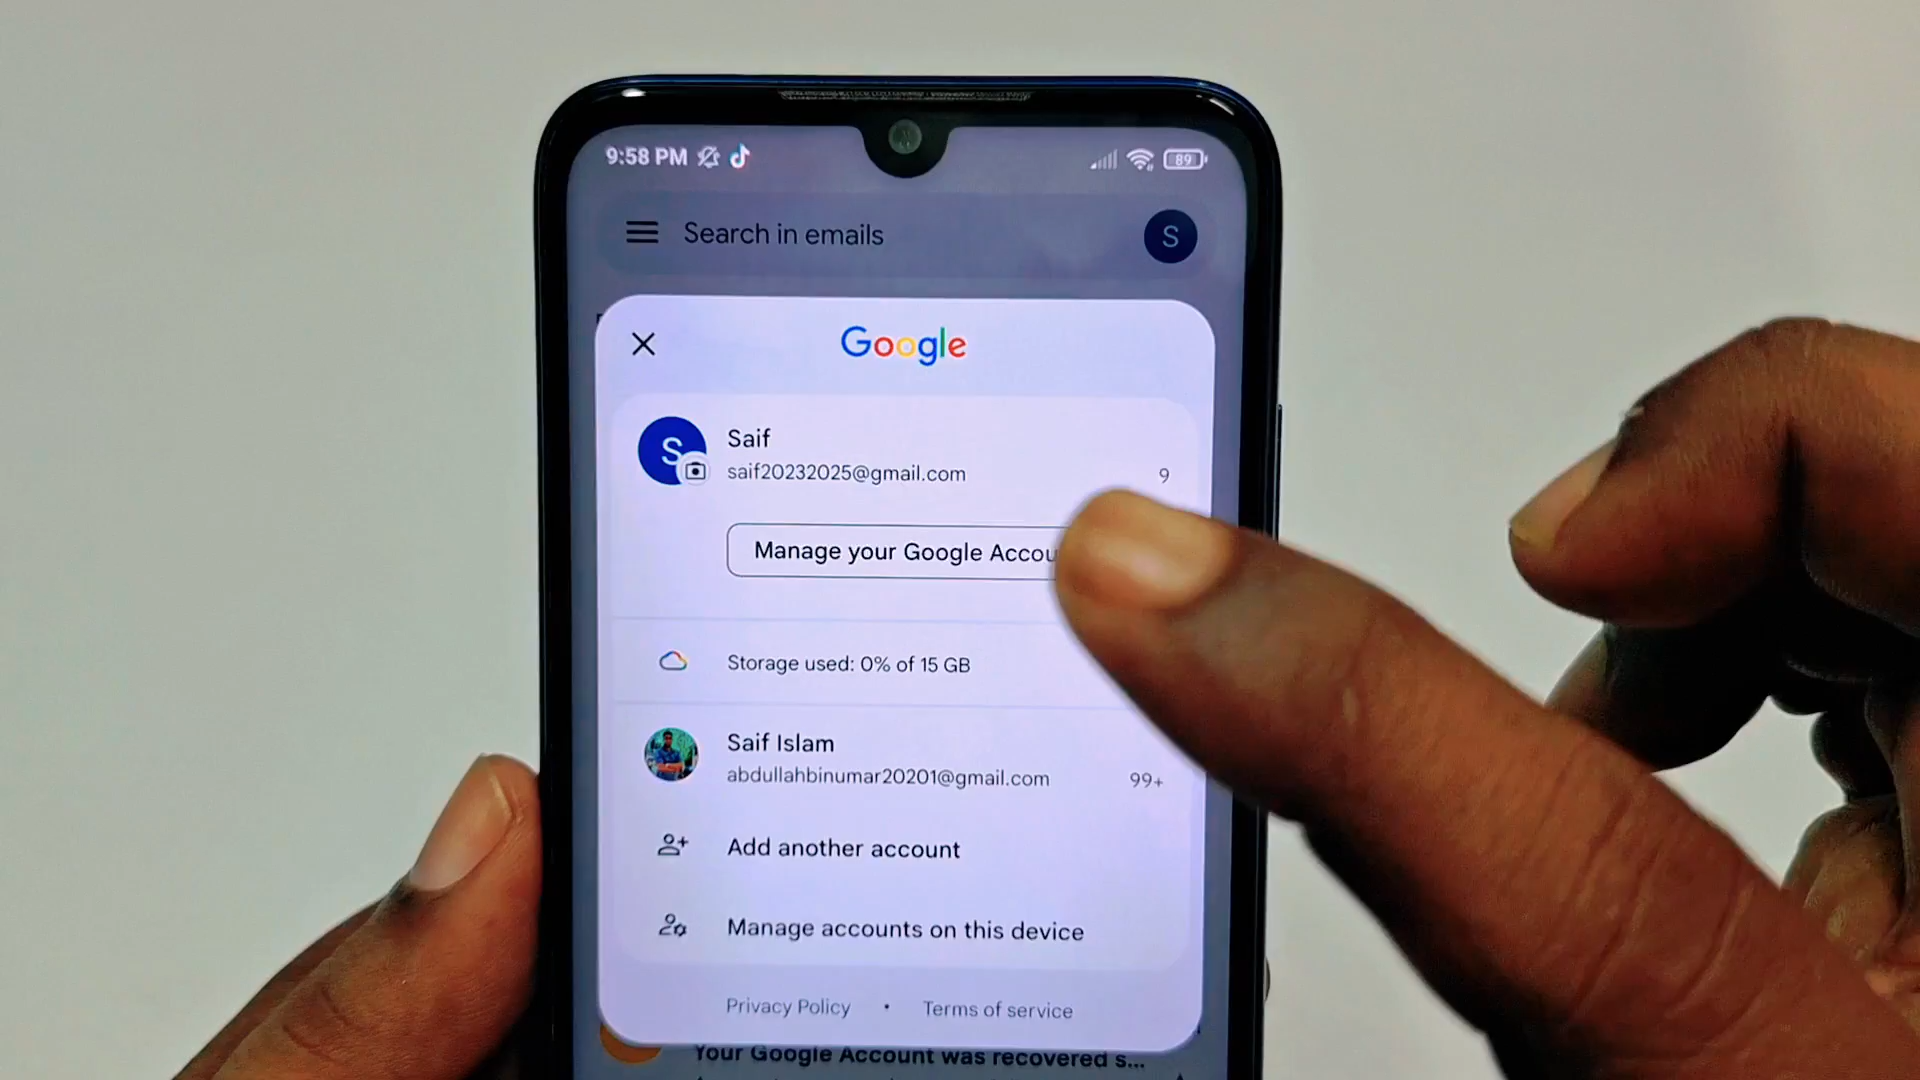 9:58 PM
89
Search in emails
S
Google
S
Saif
saif20232025@gmail.com
9
Manage your Google Accou
Storage used: 0% of 15 GB
Saif Islam
abdullahbinumar20201@gmail.com
99+
Add another account
Manage accounts on this device
Privacy Policy • Terms of service
Your Google Account was recovered s...